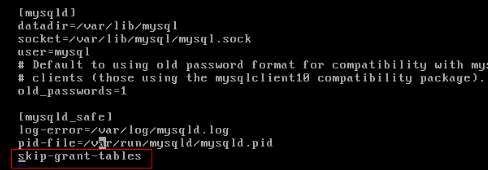 [mysqld]
datadir=/var/lib/mysql
socket=/var/lib/mysql/mysql.sock
user=mysql
# Default to using old password format for compatibility with mys
# clients (those using the mysqlclient10 compatibility package).
old_passwords=1
[mysqld_safe]
log-error=/var/log/mysqld.log
pid-file=/var/run/mysqld/mysqld.pid
skip-grant-tables